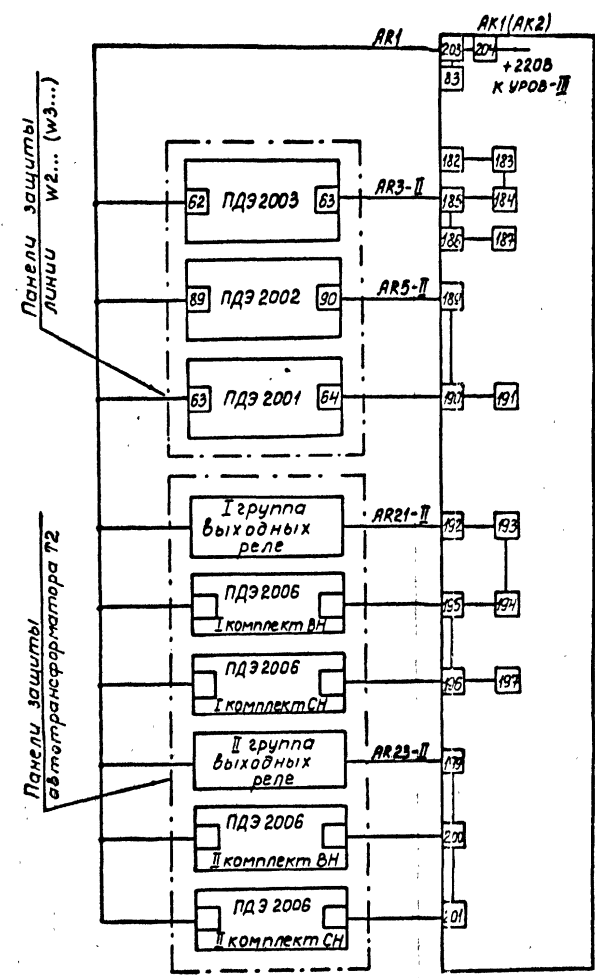 AR1
AK1(AK2)
203
204
+220В
83
К УРОВ-III
182
183
62
ПДЭ 2003
63
AR3-II
185
184
186
187
89
ПДЭ 2002
90
AR5-II
189
63
ПДЭ 2001
64
190
191
Панели защиты
линии W2... (W3...)
I группа
выходных
реле
AR21-II
192
193
ПДЭ 2006
I комплект ВН
195
194
ПДЭ 2006
I комплект СН
196
197
II группа
выходных
реле
AR23-II
ПДЭ 2006
II комплект ВН
200
ПДЭ 2006
II комплект СН
201
Панели защиты
автотрансформатора Т2